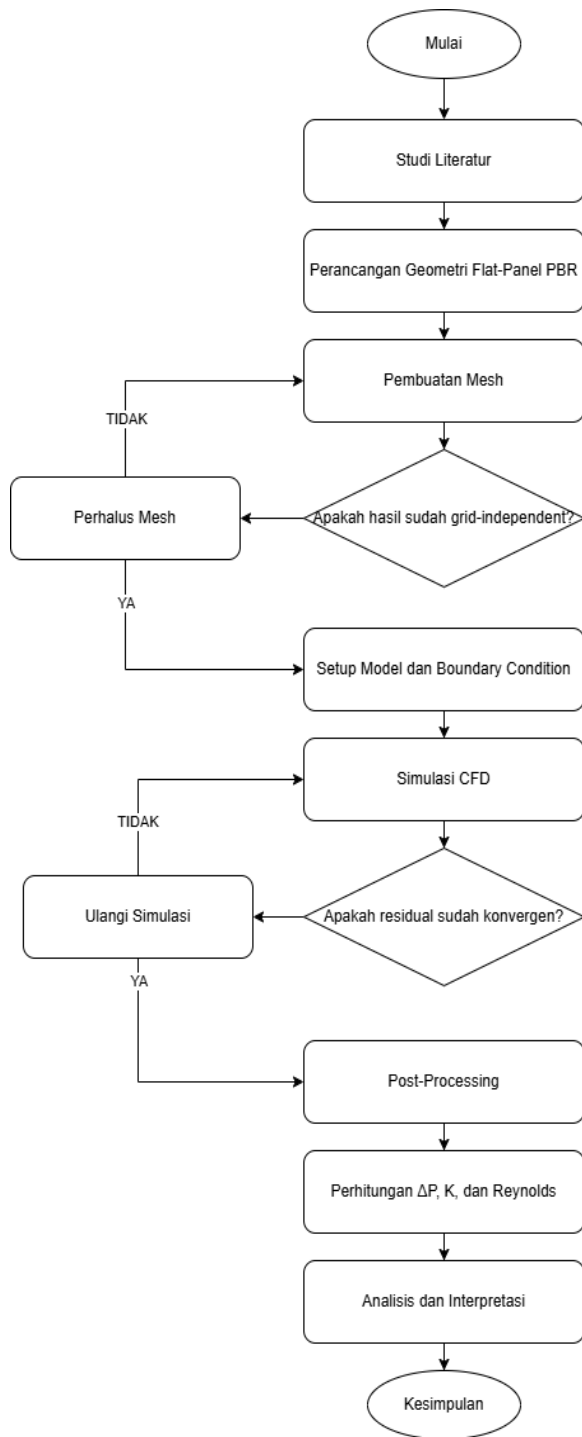 Mulai
Studi Literatur
Perancangan Geometri Flat-Panel PBR
Pembuatan Mesh
TIDAK
Perhalus Mesh
Apakah hasil sudah grid-independent?
YA
Setup Model dan Boundary Condition
Simulasi CFD
TIDAK
Ulangi Simulasi
Apakah residual sudah konvergen?
YA
Post-Processing
Perhitungan ΔP, K, dan Reynolds
Analisis dan Interpretasi
Kesimpulan